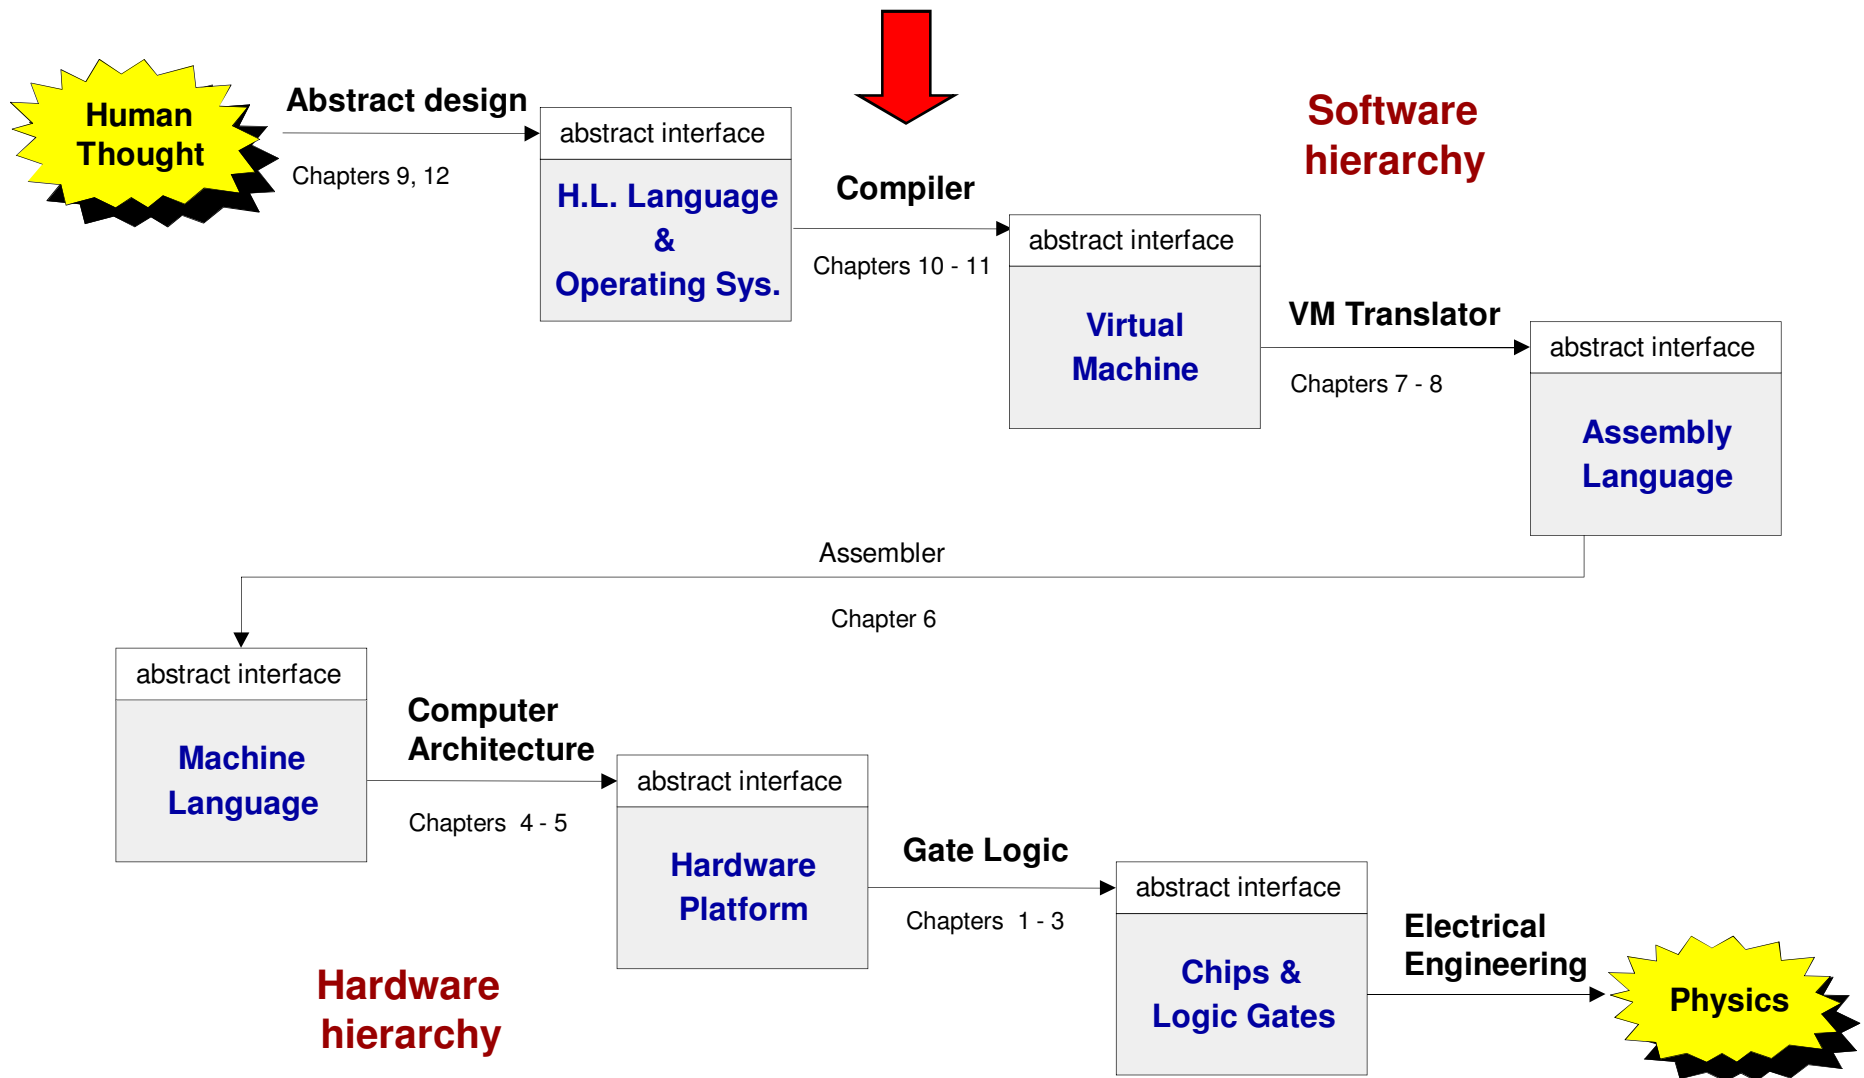 Human
Thought
Abstract design
Chapters 9, 12
abstract interface
H.L. Language
&
Operating Sys.
Compiler
Chapters 10 - 11
Software
hierarchy
abstract interface
Virtual
Machine
VM Translator
Chapters 7 - 8
abstract interface
Assembly
Language
Assembler
Chapter 6
abstract interface
Machine
Language
Computer
Architecture
Chapters 4 - 5
abstract interface
Hardware
Platform
Gate Logic
Chapters 1 - 3
abstract interface
Chips &
Logic Gates
Electrical
Engineering
Physics
Hardware
hierarchy